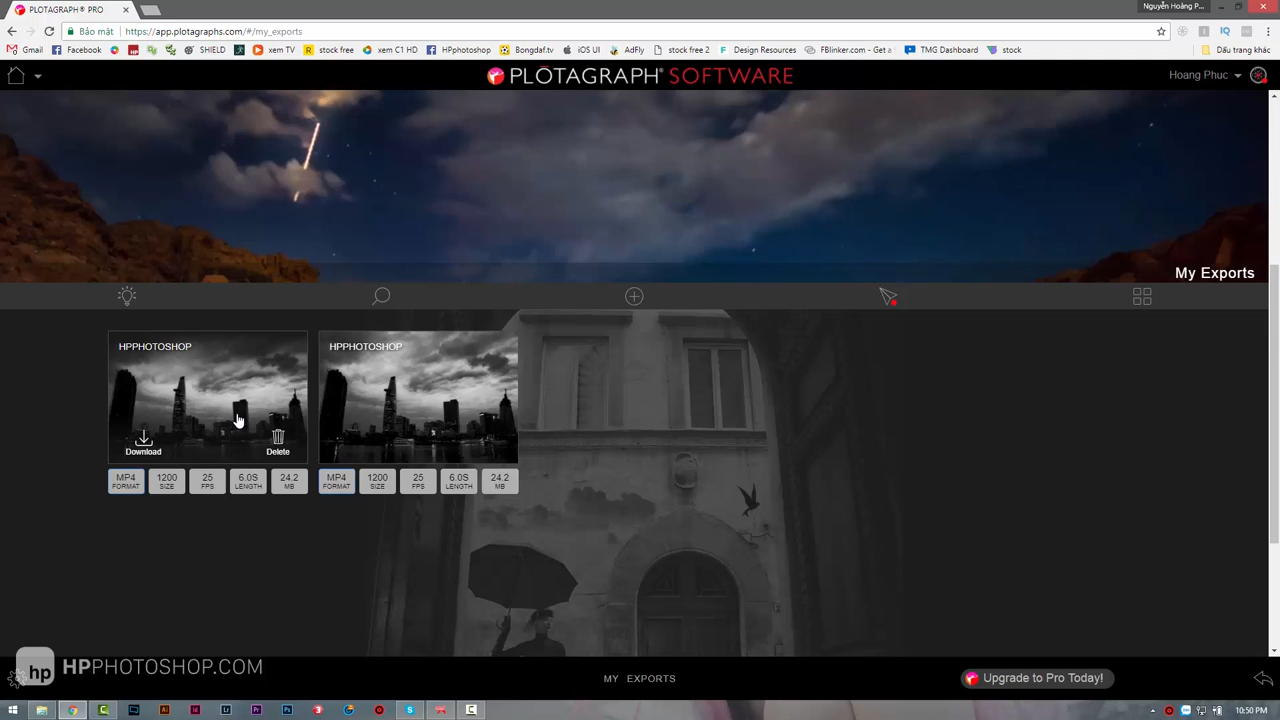 PLOTAGRAPH® PRO
Nguyễn Hoàng P...
Bảo mật
https://app.plotagraphs.com/#/my_exports
Gmail
Facebook
SHIELD
xem TV
stock free
xem C1 HD
HPphotoshop
Bongdaf.tv
iOS UI
AdFly
stock free 2
Design Resources
FBlinker.com - Get a S
TMG Dashboard
stock
Dấu trang khác
PLŌTAGRAPH® SOFTWARE
Hoang Phuc
My Exports
HPPHOTOSHOP
HPPHOTOSHOP
Download
Delete
MP4 1200 25 6.0S 24.2
FORMAT SIZE FPS LENGTH MB
MP4 1200 25 6.0S 24.2
FORMAT SIZE FPS LENGTH MB
hp HPPHOTOSHOP.COM
MY EXPORTS
Upgrade to Pro Today!
10:50 PM